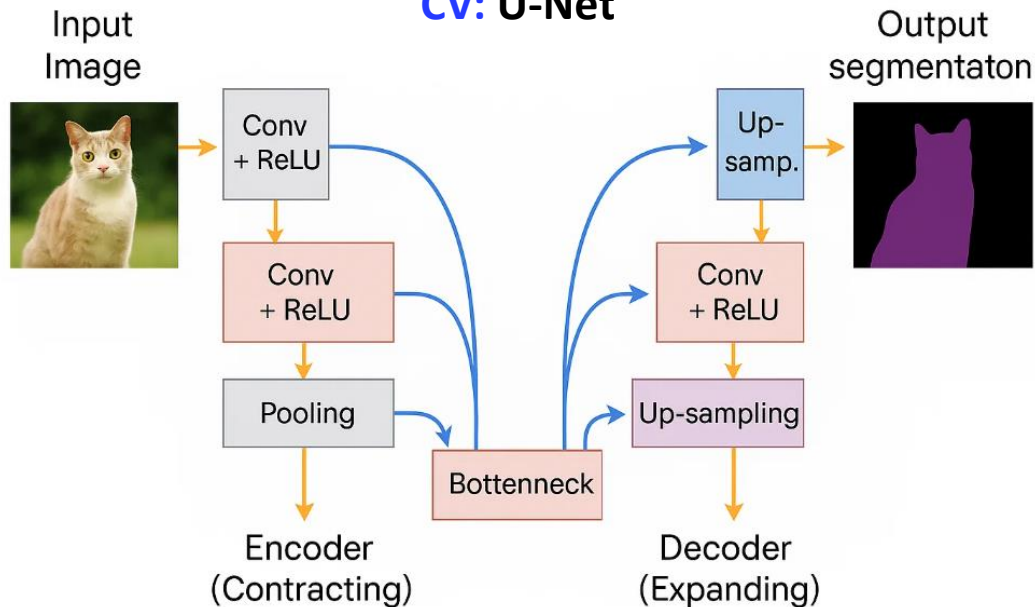 CV: U-Net
Input
Image
Output
segmentaton
Conv
+ ReLU
Up-
samp.
Conv
+ ReLU
Conv
+ ReLU
Pooling
Up-sampling
Bottenneck
Encoder
(Contracting)
Decoder
(Expanding)